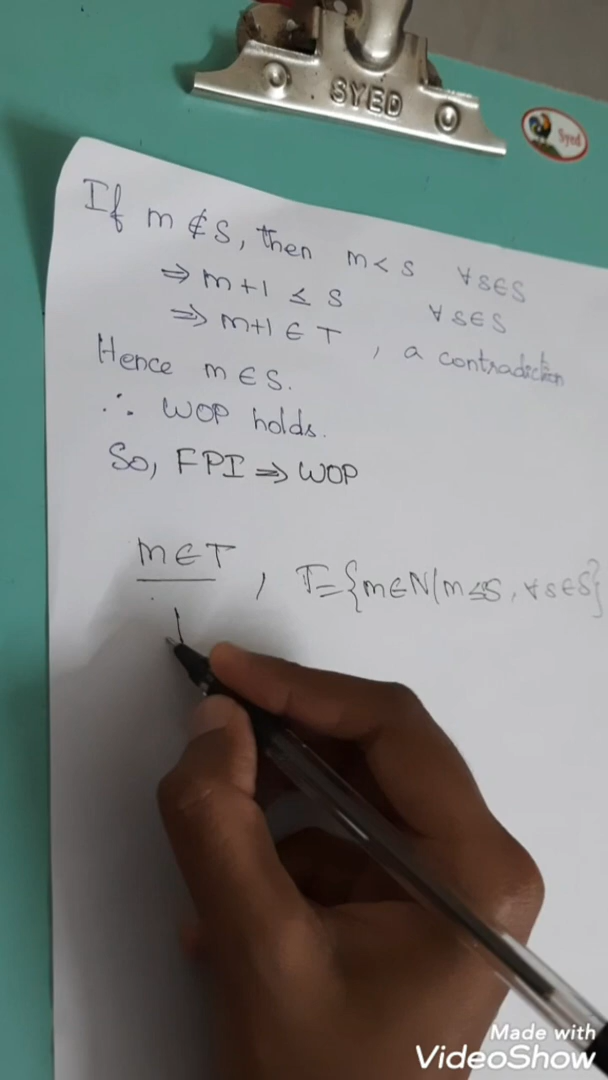 SYED
Syed
If m ∉ S, then m < s ∀ s ∈ S
⇒ m+1 ≤ s ∀ s ∈ S
⇒ m+1 ∈ T, a contradiction
Hence m ∈ S.
∴ WOP holds.
So, FPI ⇒ WOP
m ∈ T, T = {m ∈ N | m ≤ s, ∀ s ∈ S}
Made with
VideoShow